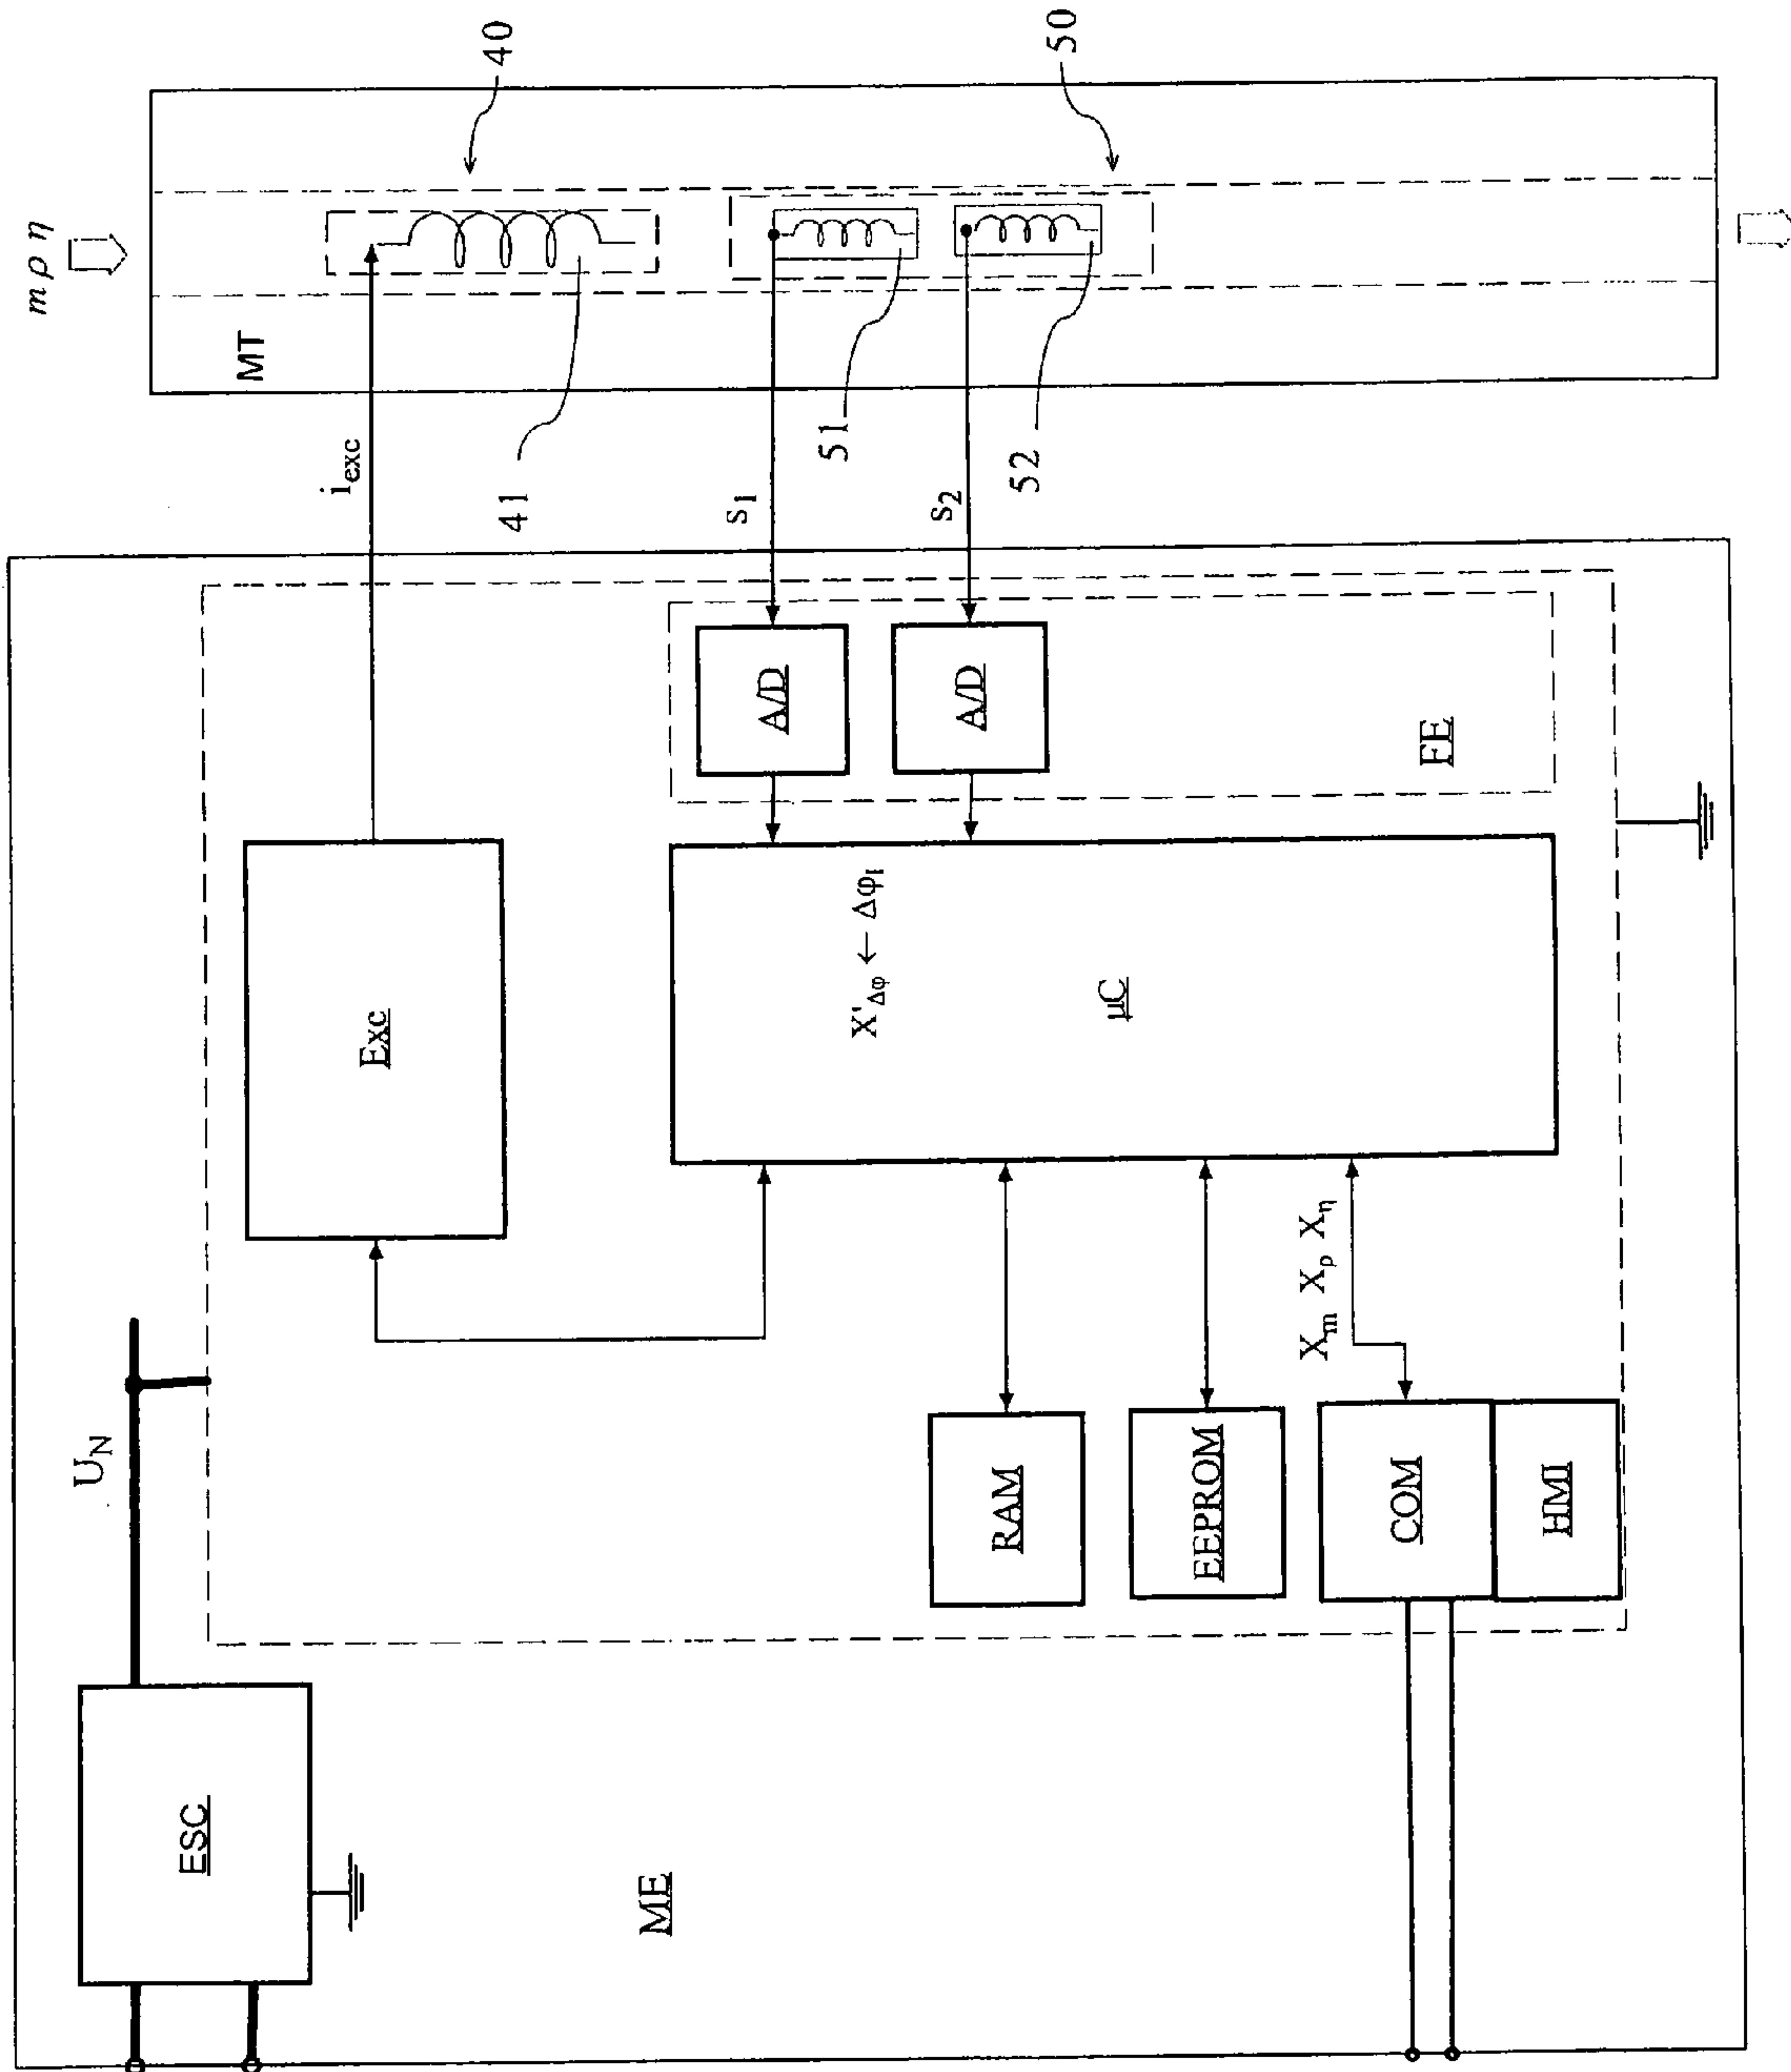 m ρ η
MT
40
41
50
51
52
i_exc
s_1
s_2
A/D
A/D
FE
Exc
X'_Δφ ← Δφ_I
μC
X_m X_ρ X_η
RAM
EEPROM
COM
HMI
U_N
ESC
ME